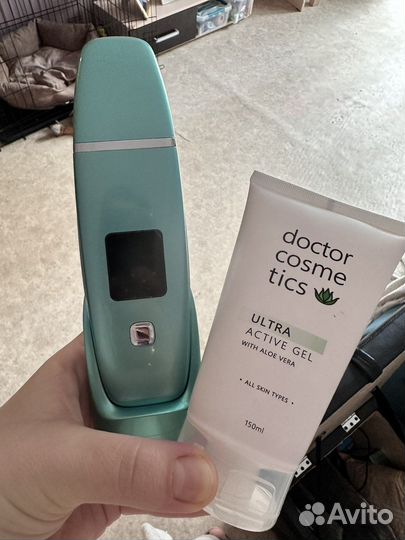 doctor
cosme
tics
ULTRA
ACTIVE GEL
WITH ALOE VERA
• ALL SKIN TYPES •
150ml
Avito